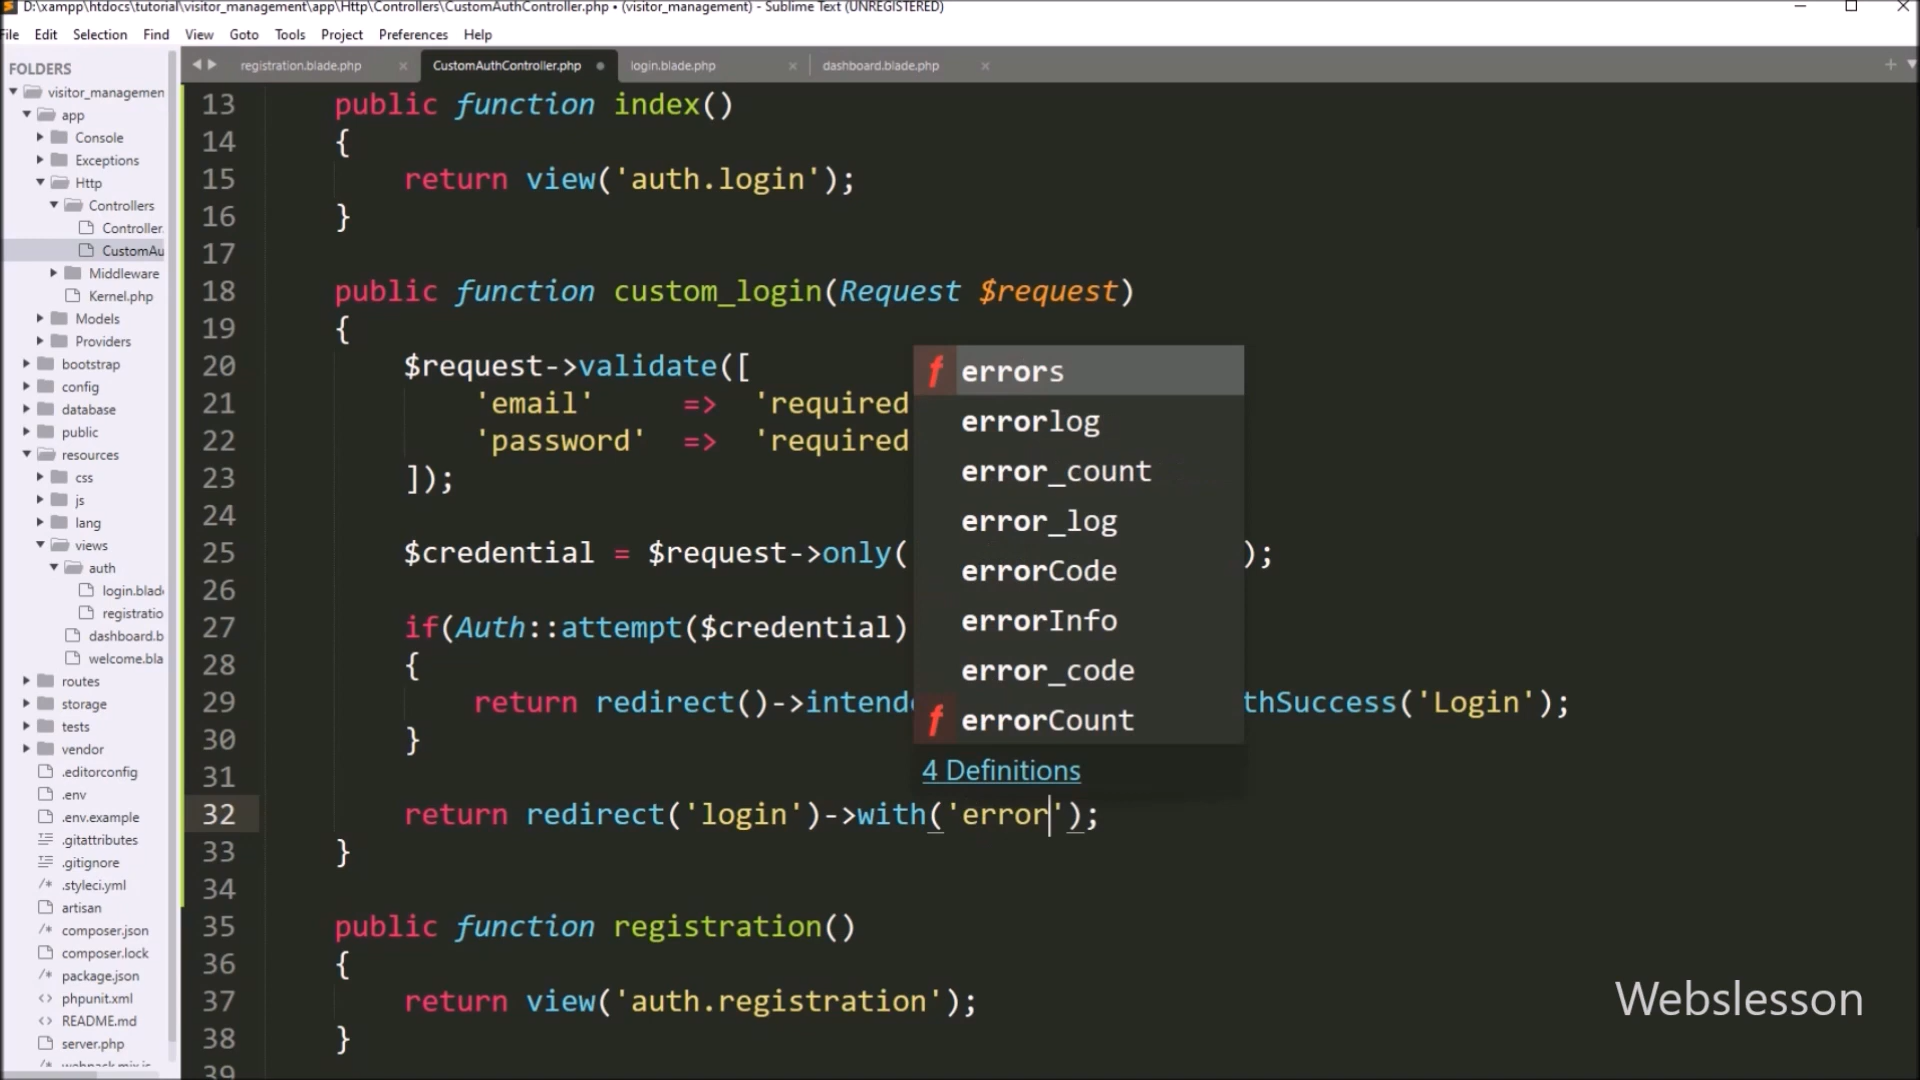 D:\xampp\htdocs\tutorial\visitor_management\app\Http\Controllers\CustomAuthController.php • (visitor_management) - Sublime Text (UNREGISTERED)
File Edit Selection Find View Goto Tools Project Preferences Help
FOLDERS
visitor_managemen
app
Console
Exceptions
Http
Controllers
Controller.
CustomAu
Middleware
Kernel.php
Models
Providers
bootstrap
config
database
public
resources
css
js
lang
views
auth
login.blad
registratio
dashboard.b
welcome.bla
routes
storage
tests
vendor
.editorconfig
.env
.env.example
.gitattributes
.gitignore
.styleci.yml
artisan
composer.json
composer.lock
package.json
phpunit.xml
README.md
server.php
webpack.mix.js
registration.blade.php CustomAuthController.php login.blade.php dashboard.blade.php
13 public function index()
14 {
15 return view('auth.login');
16 }
17
18 public function custom_login(Request $request)
19 {
20 $request->validate([
21 'email' => 'required
22 'password' => 'required
23 ]);
24
25 $credential = $request->only( );
26
27 if(Auth::attempt($credential)
28 {
29 return redirect()->intende thSuccess('Login');
30 }
31
32 return redirect('login')->with('error');
33 }
34
35 public function registration()
36 {
37 return view('auth.registration');
38 }
39
f errors
errorlog
error_count
error_log
errorCode
errorInfo
error_code
f errorCount
4 Definitions
Webslesson